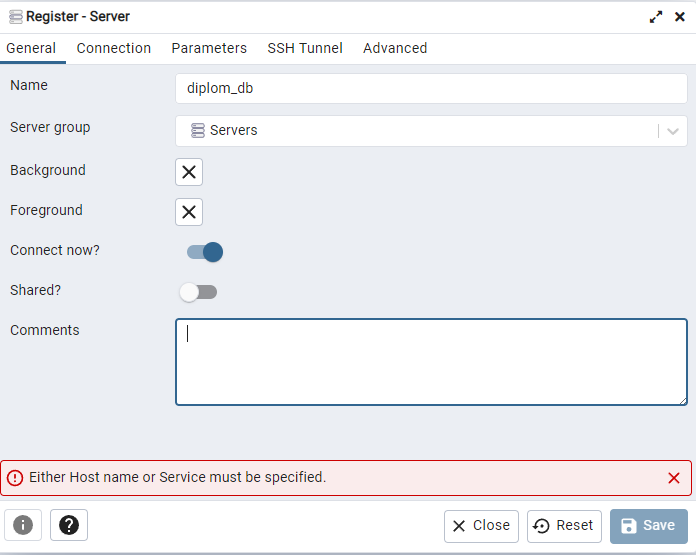 Register - Server
General Connection Parameters SSH Tunnel Advanced
Name diplom_db
Server group Servers
Background
Foreground
Connect now?
Shared?
Comments
Either Host name or Service must be specified.
Close Reset Save